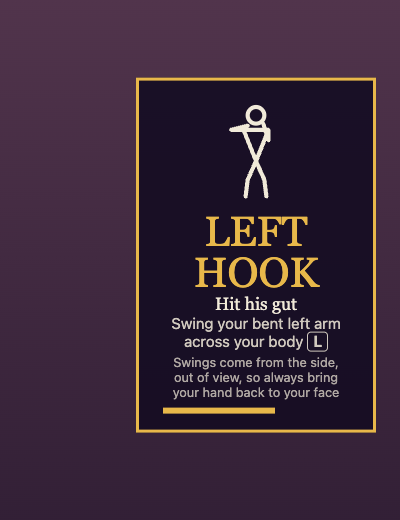 LEFT
HOOK
Hit his gut
Swing your bent left arm
across your body L
Swings come from the side,
out of view, so always bring
your hand back to your face